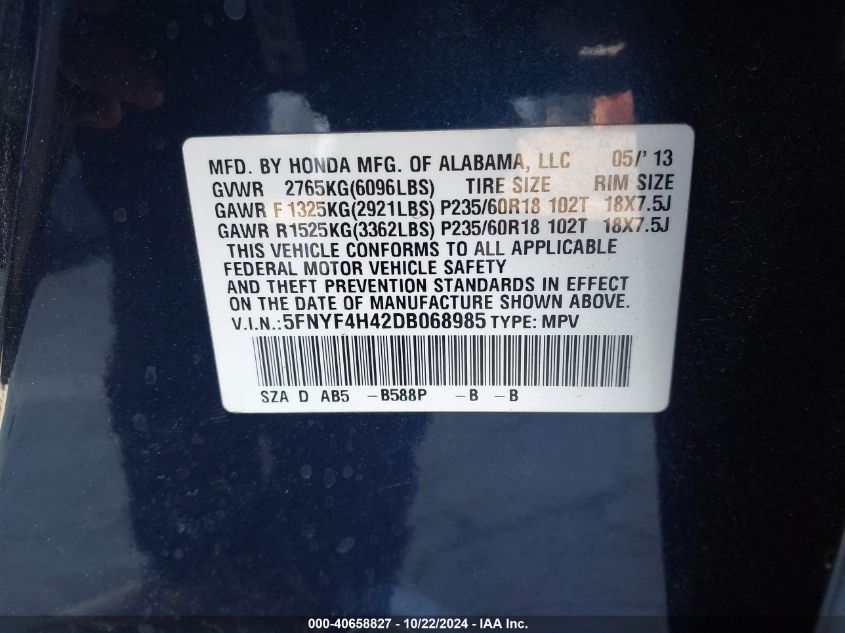 MFD. BY HONDA MFG. OF ALABAMA, LLC 05/' 13
GVWR 2765KG(6096LBS) TIRE SIZE RIM SIZE
GAWR F 1325KG(2921LBS) P235/60R18 102T 18X7.5J
GAWR R1525KG(3362LBS) P235/60R18 102T 18X7.5J
THIS VEHICLE CONFORMS TO ALL APPLICABLE
FEDERAL MOTOR VEHICLE SAFETY
AND THEFT PREVENTION STANDARDS IN EFFECT
ON THE DATE OF MANUFACTURE SHOWN ABOVE.
V.I.N.:5FNYF4H42DB068985 TYPE: MPV
SZA D AB5 -B588P -B -B
000-40658827 - 10/22/2024 - IAA Inc.